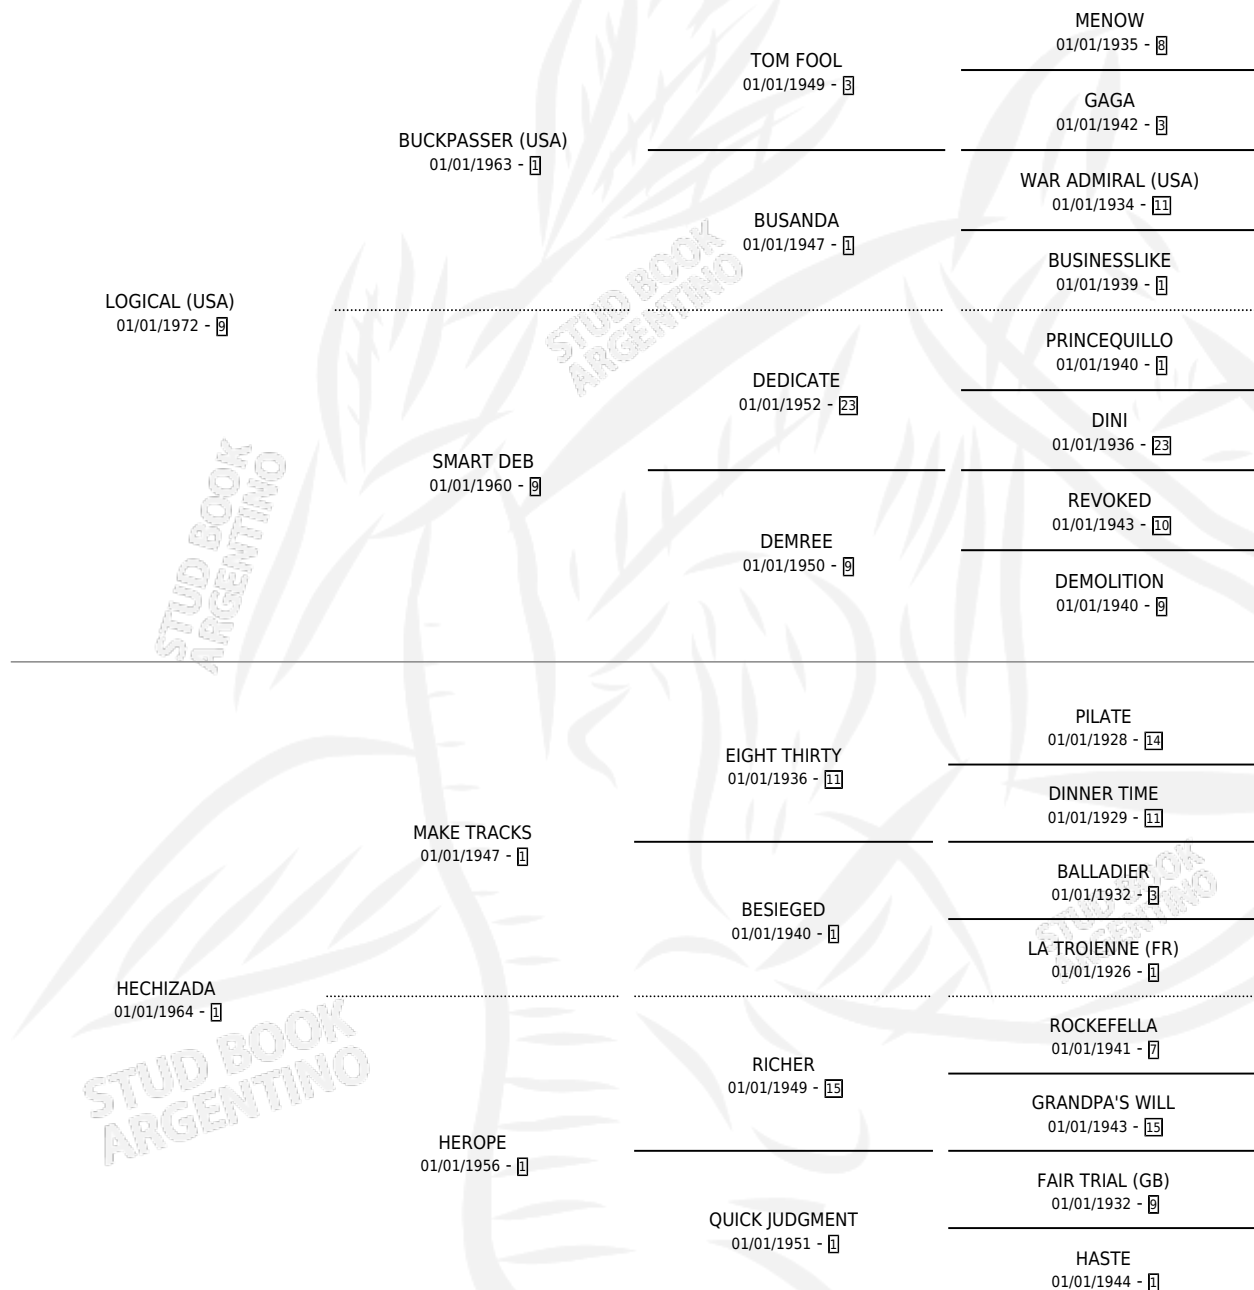 MENOW
01/01/1935 - 8
TOM FOOL
01/01/1949 - 3
GAGA
01/01/1942 - 3
BUCKPASSER (USA)
01/01/1963 - 1
WAR ADMIRAL (USA)
01/01/1934 - 11
BUSANDA
01/01/1947 - 1
BUSINESSLIKE
01/01/1939 - 1
LOGICAL (USA)
01/01/1972 - 9
PRINCEQUILLO
01/01/1940 - 1
DEDICATE
01/01/1952 - 23
DINI
01/01/1936 - 23
SMART DEB
01/01/1960 - 9
REVOKED
01/01/1943 - 10
DEMREE
01/01/1950 - 9
DEMOLITION
01/01/1940 - 9
PILATE
01/01/1928 - 14
EIGHT THIRTY
01/01/1936 - 11
DINNER TIME
01/01/1929 - 11
MAKE TRACKS
01/01/1947 - 1
BALLADIER
01/01/1932 - 3
BESIEGED
01/01/1940 - 1
LA TROIENNE (FR)
01/01/1926 - 1
HECHIZADA
01/01/1964 - 1
ROCKEFELLA
01/01/1941 - 7
RICHER
01/01/1949 - 15
GRANDPA'S WILL
01/01/1943 - 15
HEROPE
01/01/1956 - 1
FAIR TRIAL (GB)
01/01/1932 - 9
QUICK JUDGMENT
01/01/1951 - 1
HASTE
01/01/1944 - 1
STUD BOOK
ARGENTINO
STUD BOOK
ARGENTINO
STUD BOOK
ARGENTINO
STUD BOOK
ARGENTINO